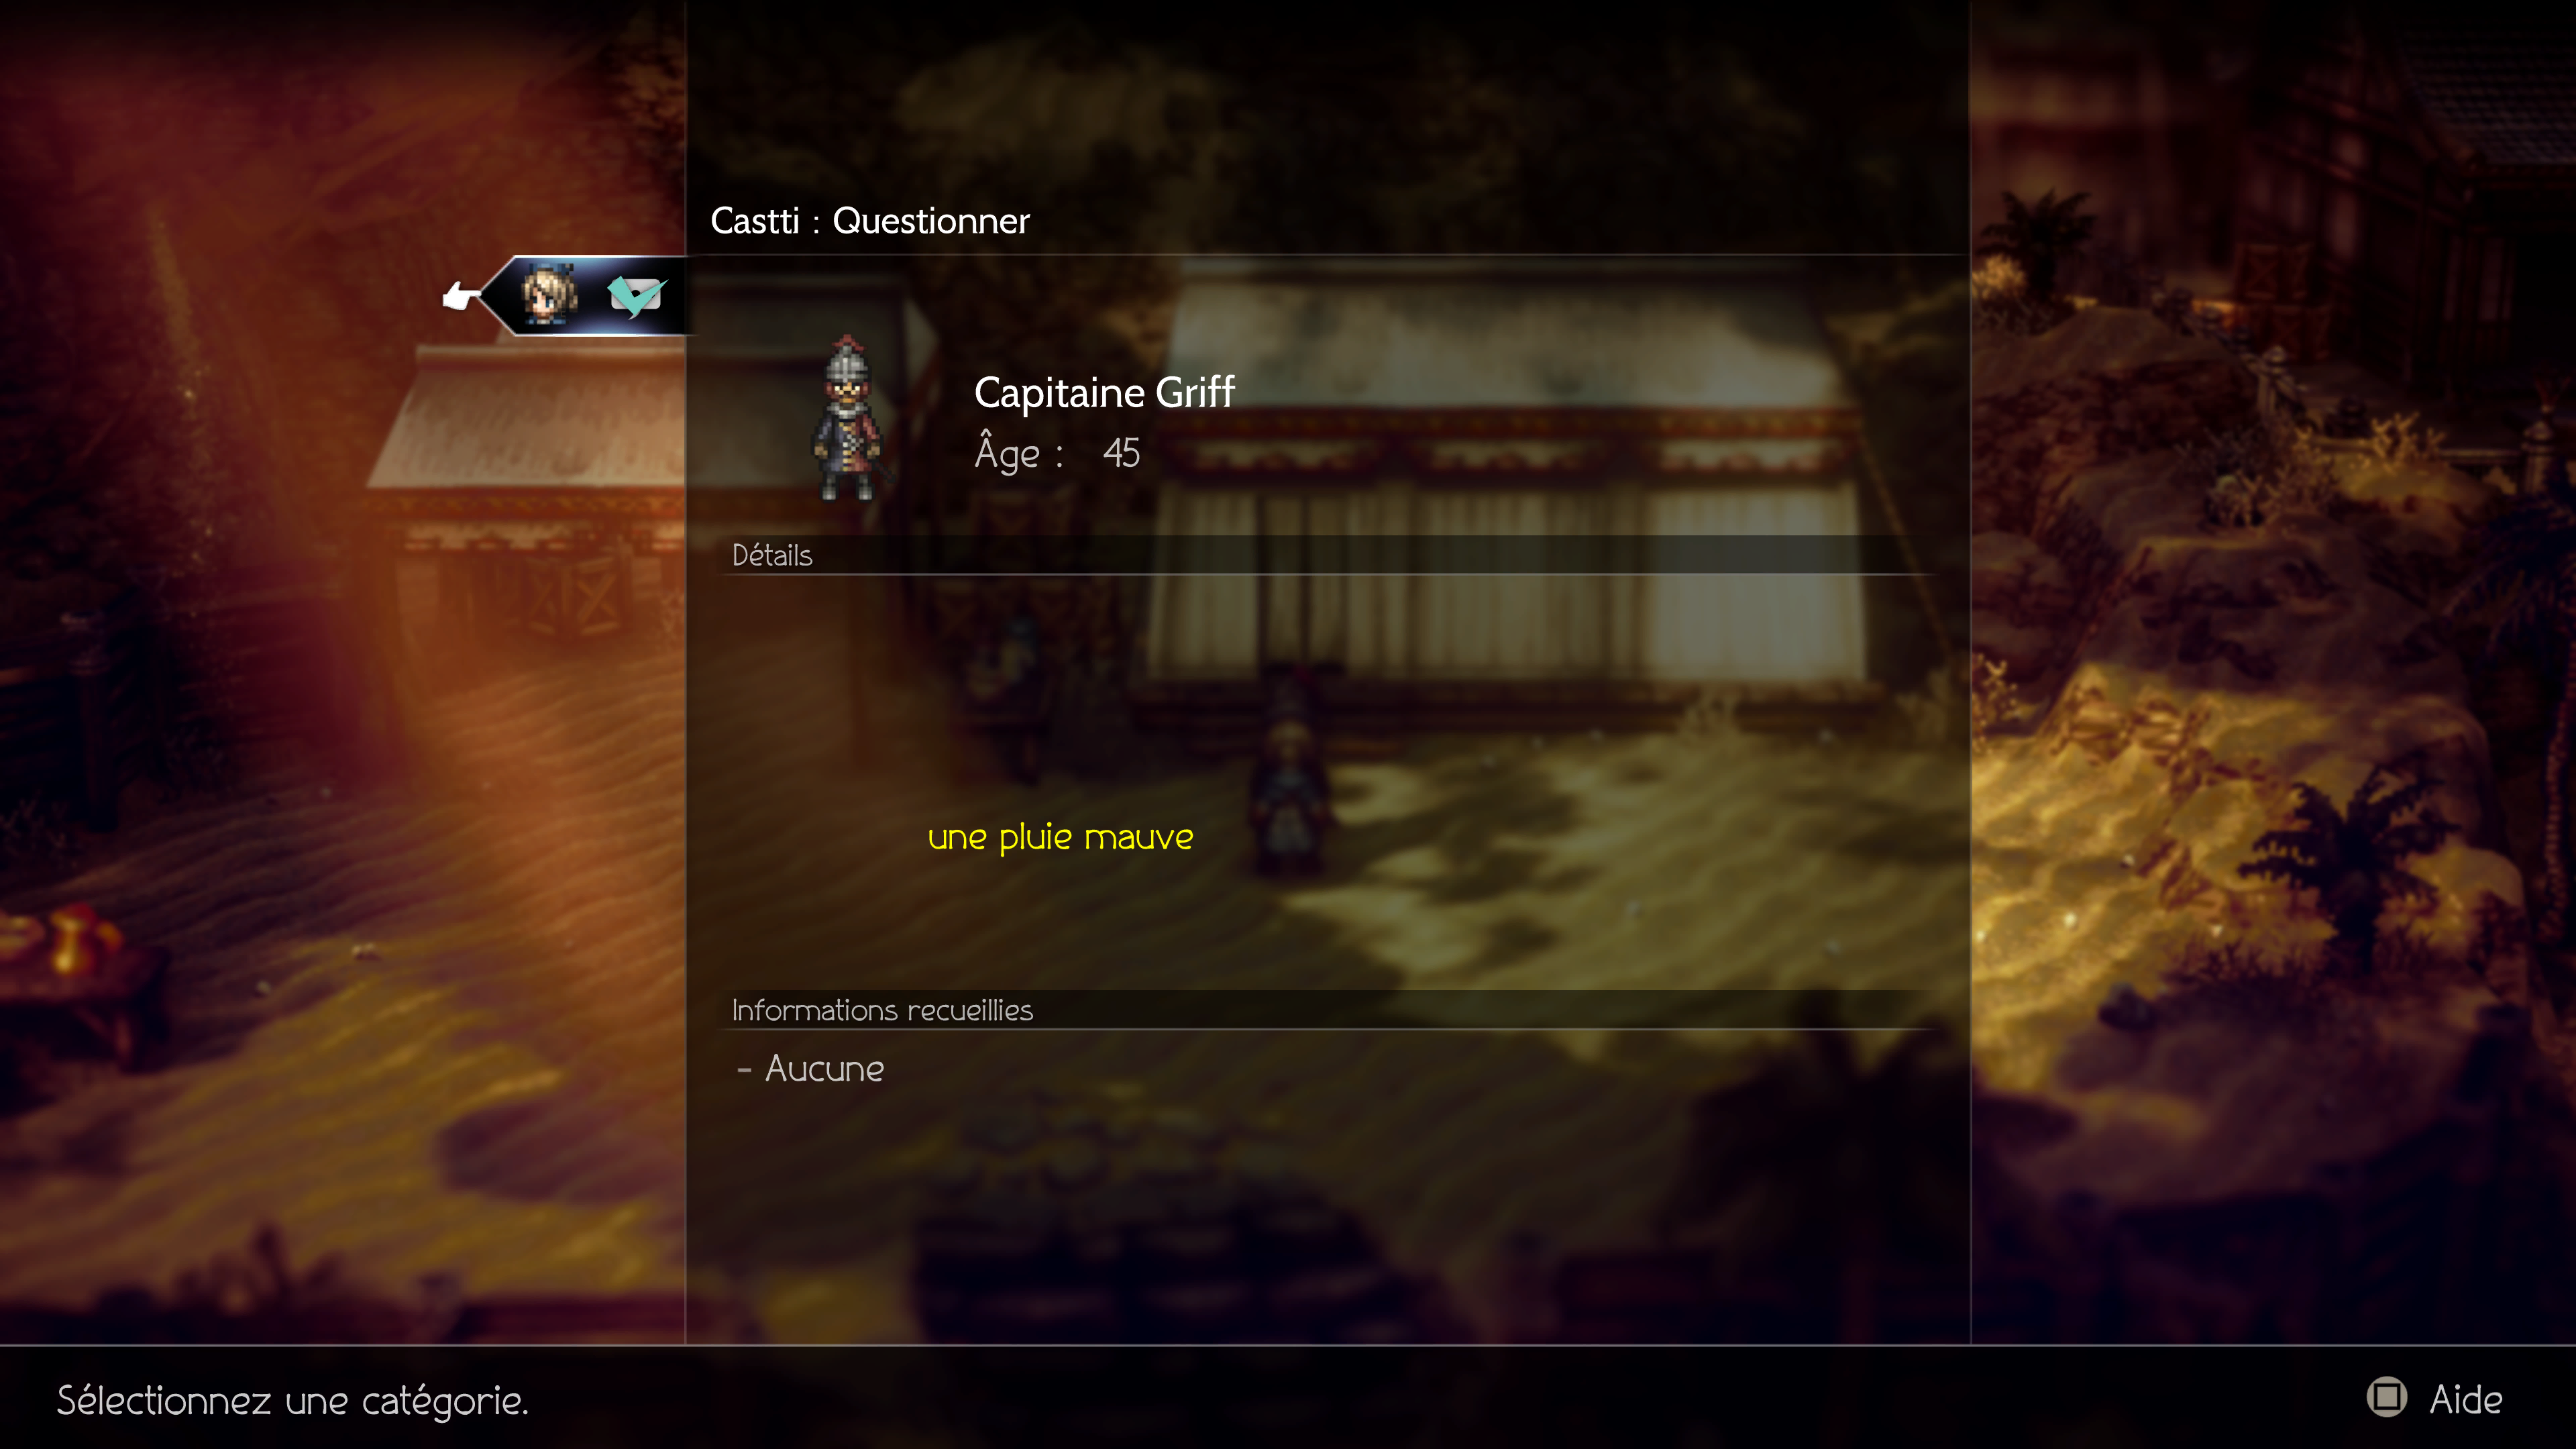 Castti : Questionner
Capitaine Griff
Âge : 45
Détails
une pluie mauve
Informations recueillies
- Aucune
Sélectionnez une catégorie.
Aide